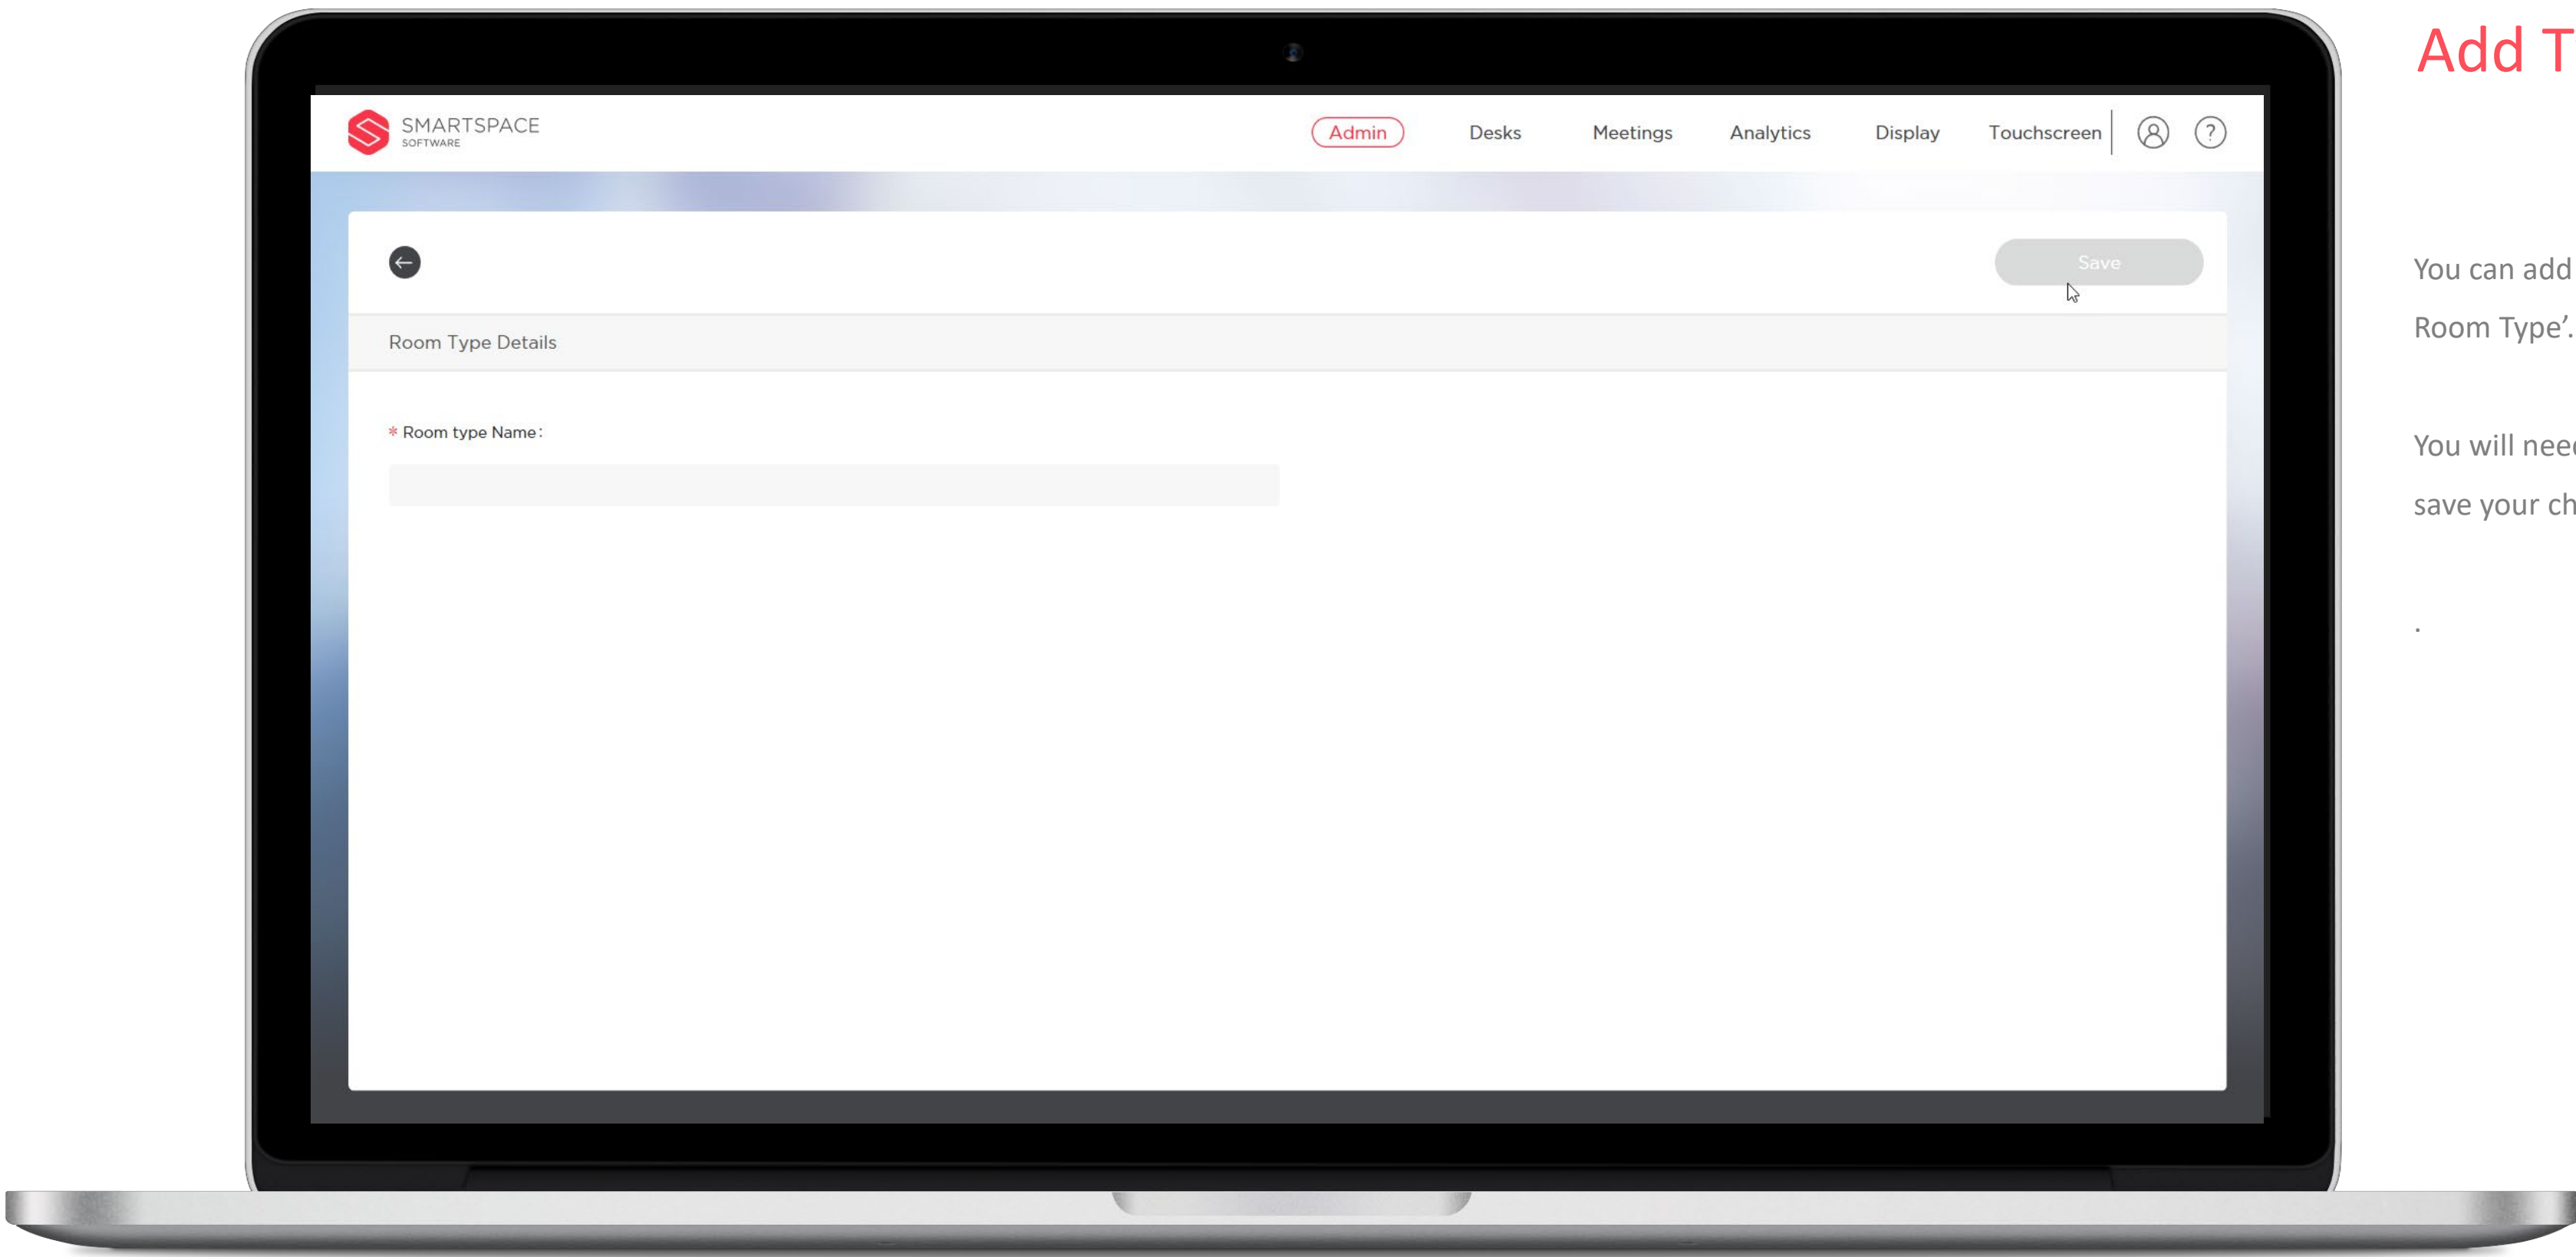 Add T
SMARTSPACE
SOFTWARE
Admin Desks Meetings Analytics Display Touchscreen ?
Save
Room Type Details
* Room type Name:
You can add
Room Type’.
You will nee
save your ch
.